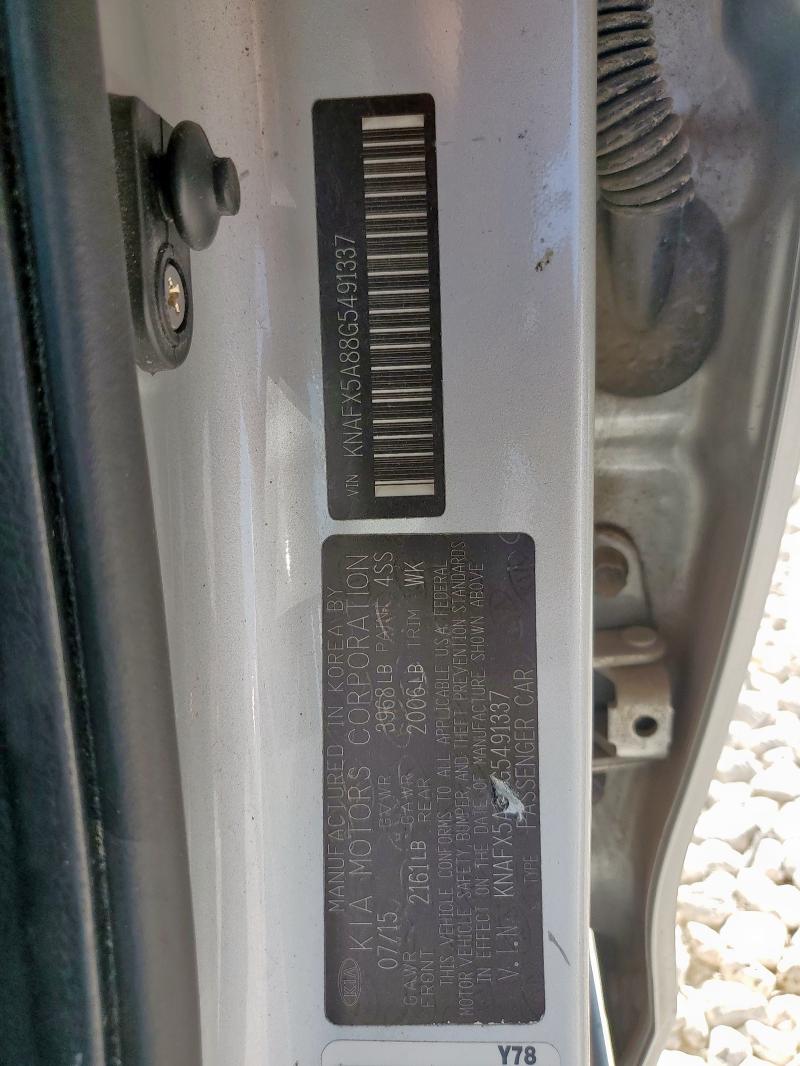 VIN KNAFX5A88G5491337
KIA MANUFACTURED IN KOREA BY
KIA MOTORS CORPORATION
07/15 GVWR 3968LB PAINT 4SS
GAWR FRONT 2161LB GAWR REAR 2006LB TRIM WK
THIS VEHICLE CONFORMS TO ALL APPLICABLE U.S.A. FEDERAL
MOTOR VEHICLE SAFETY, BUMPER, AND THEFT PREVENTION STANDARDS
IN EFFECT ON THE DATE OF MANUFACTURE SHOWN ABOVE
V.I.N KNAFX5A G5491337
TYPE PASSENGER CAR
Y78